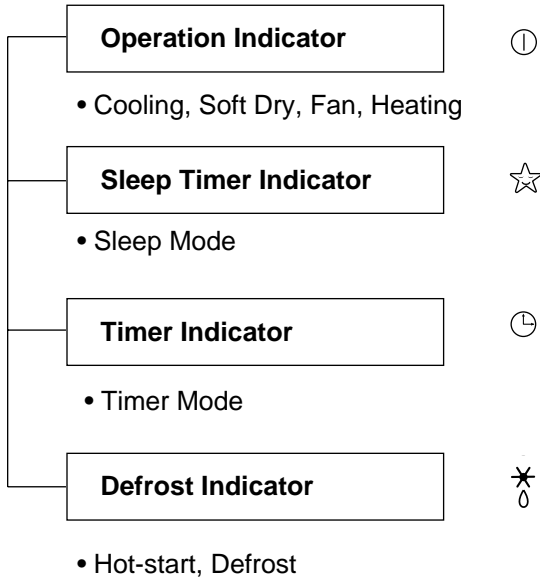 Operation Indicator
• Cooling, Soft Dry, Fan, Heating
Sleep Timer Indicator
• Sleep Mode
Timer Indicator
• Timer Mode
Defrost Indicator
• Hot-start, Defrost